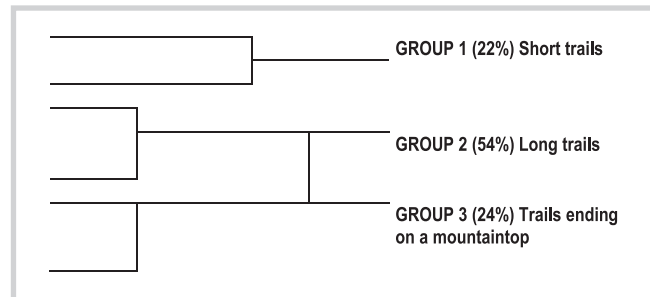 GROUP 1 (22%) Short trails
GROUP 2 (54%) Long trails
GROUP 3 (24%) Trails ending
on a mountaintop